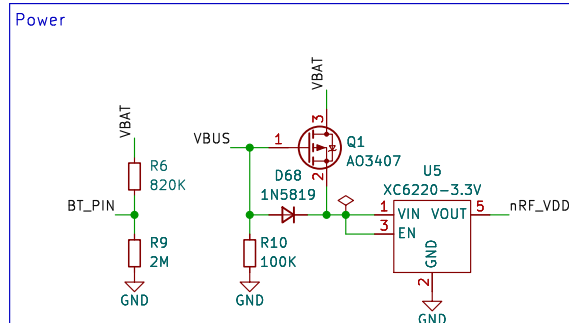 Power
VBAT
R6
820K
BT_PIN
R9
2M
GND
VBAT
3
VBUS
1
Q1
AO3407
2
D68
1N5819
R10
100K
GND
U5
XC6220-3.3V
1
VIN
VOUT
5
nRF_VDD
3
EN
GND
2
GND